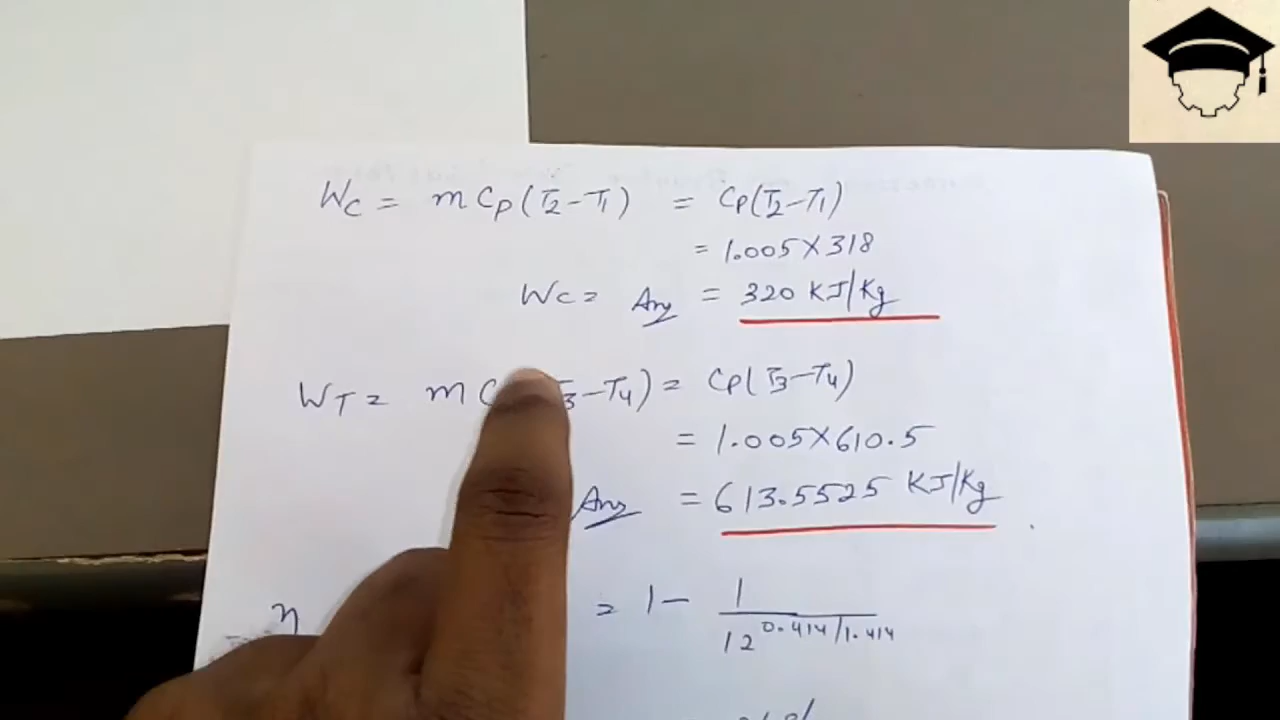 Wc = m Cp (T2-T1) = Cp(T2-T1)
= 1.005×318
Wc = Ans = 320 KJ/Kg
WT = m C T3-T4) = Cp(T3-T4)
= 1.005×610.5
Ans = 613.5525 KJ/Kg
η = 1- 1
12^0.414/1.414